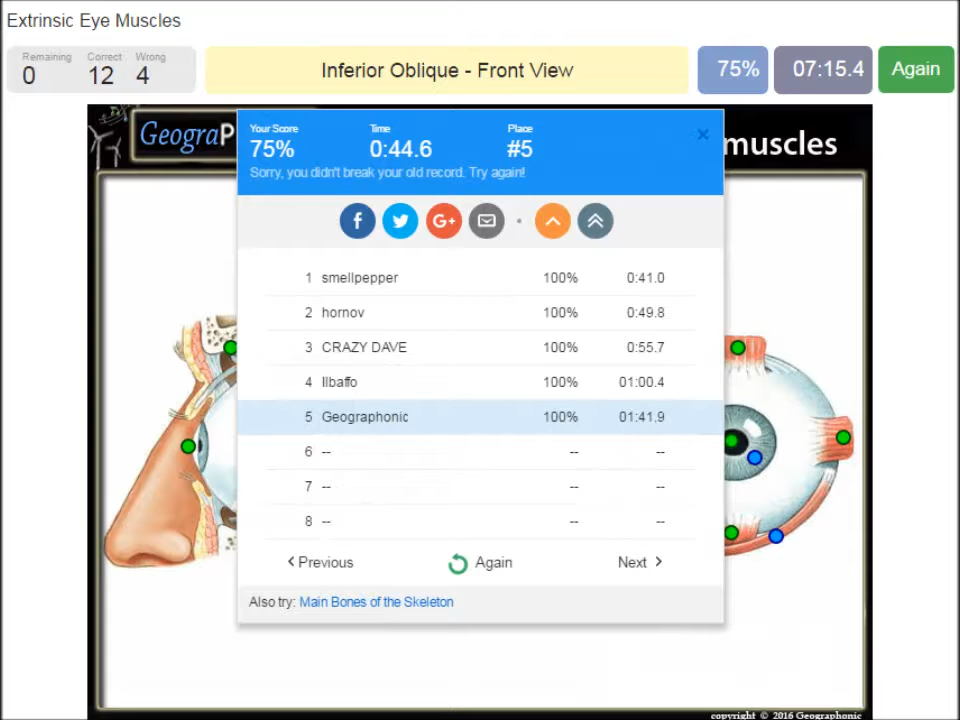 Extrinsic Eye Muscles
Remaining Correct Wrong
0 12 4
Inferior Oblique - Front View
75%
07:15.4
Again
GeograP
muscles
Your Score Time Place
75% 0:44.6 #5
Sorry, you didn't break your old record. Try again!
f G+
1 smellpepper 100% 0:41.0
2 hornov 100% 0:49.8
3 CRAZY DAVE 100% 0:55.7
4 Ilbaffo 100% 01:00.4
5 Geographonic 100% 01:41.9
6 -- -- --
7 -- -- --
8 -- -- --
Previous Again Next
Also try: Main Bones of the Skeleton
copyright © 2016 Geographonic